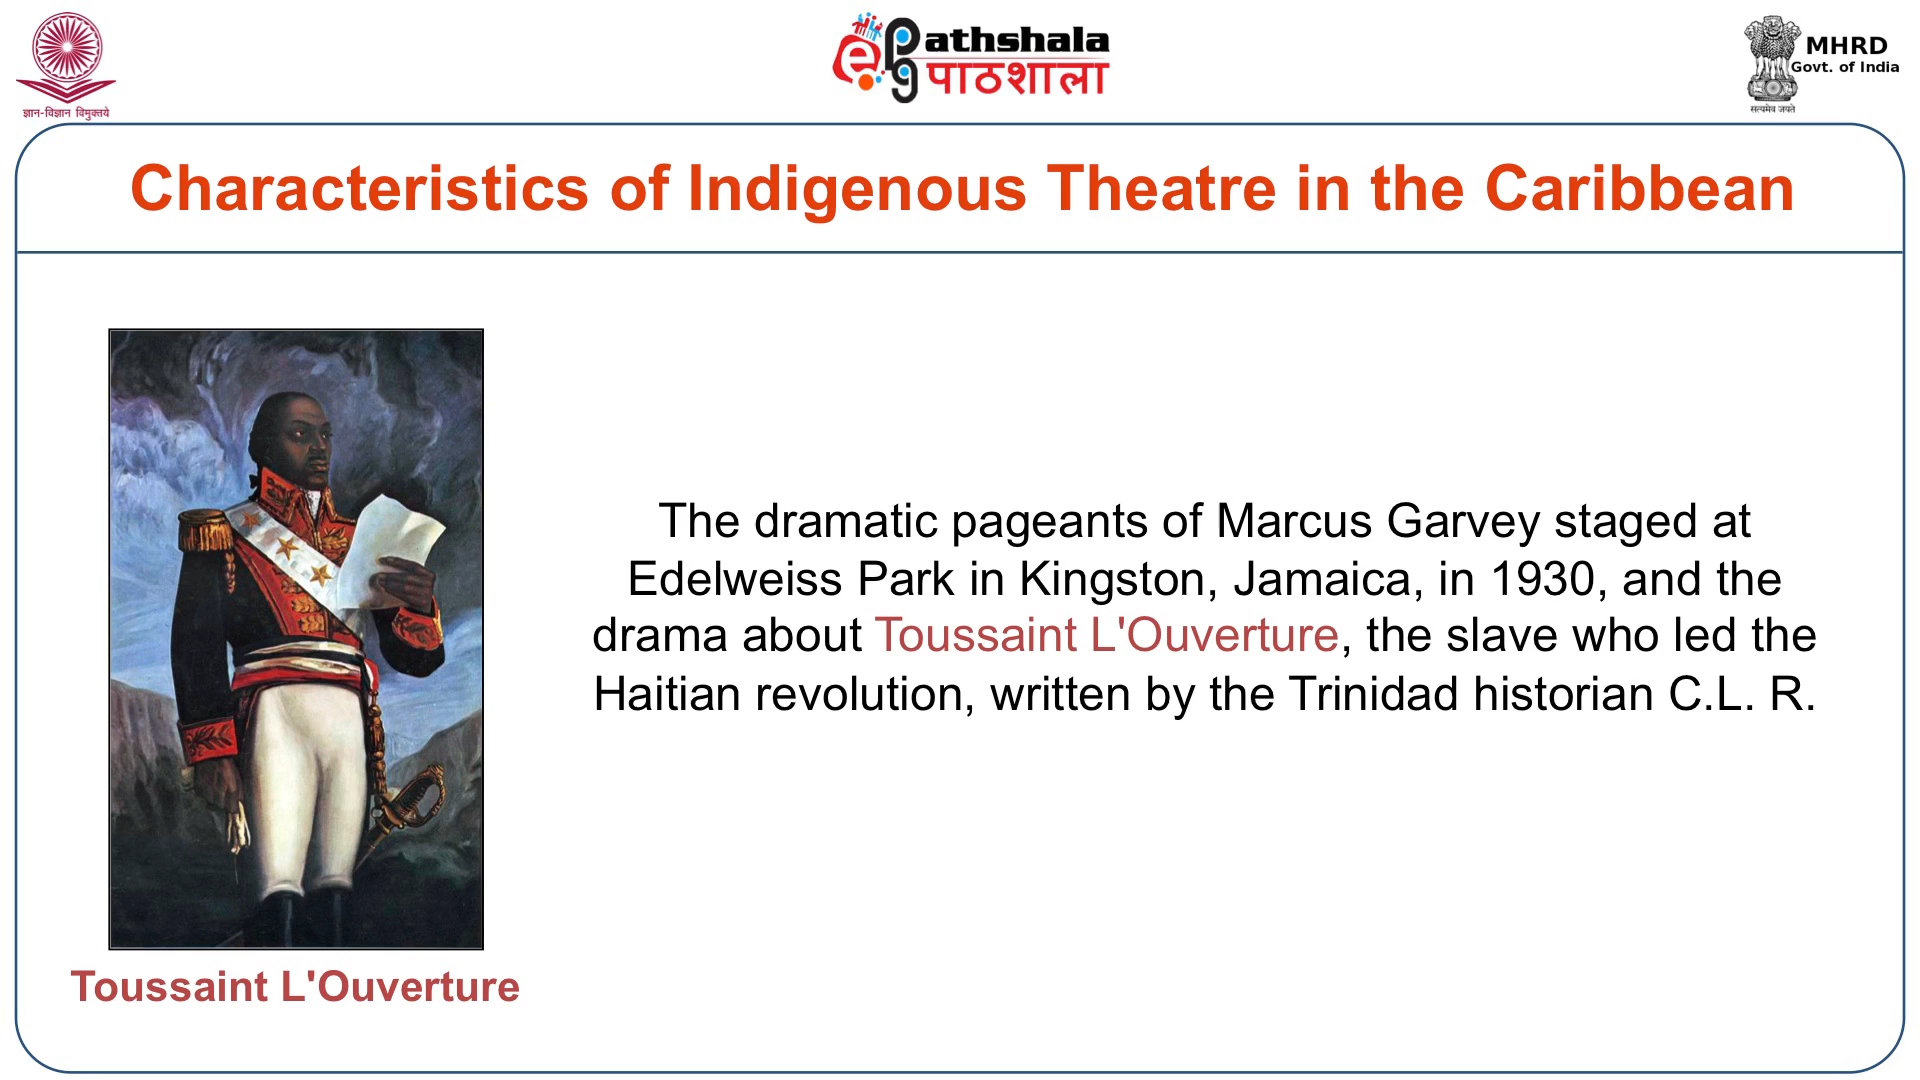 ज्ञान-विज्ञान विमुक्तये
ePathshala
पाठशाला
MHRD
Govt. of India
सत्यमेव जयते
Characteristics of Indigenous Theatre in the Caribbean
The dramatic pageants of Marcus Garvey staged at
Edelweiss Park in Kingston, Jamaica, in 1930, and the
drama about Toussaint L'Ouverture, the slave who led the
Haitian revolution, written by the Trinidad historian C.L. R.
Toussaint L'Ouverture